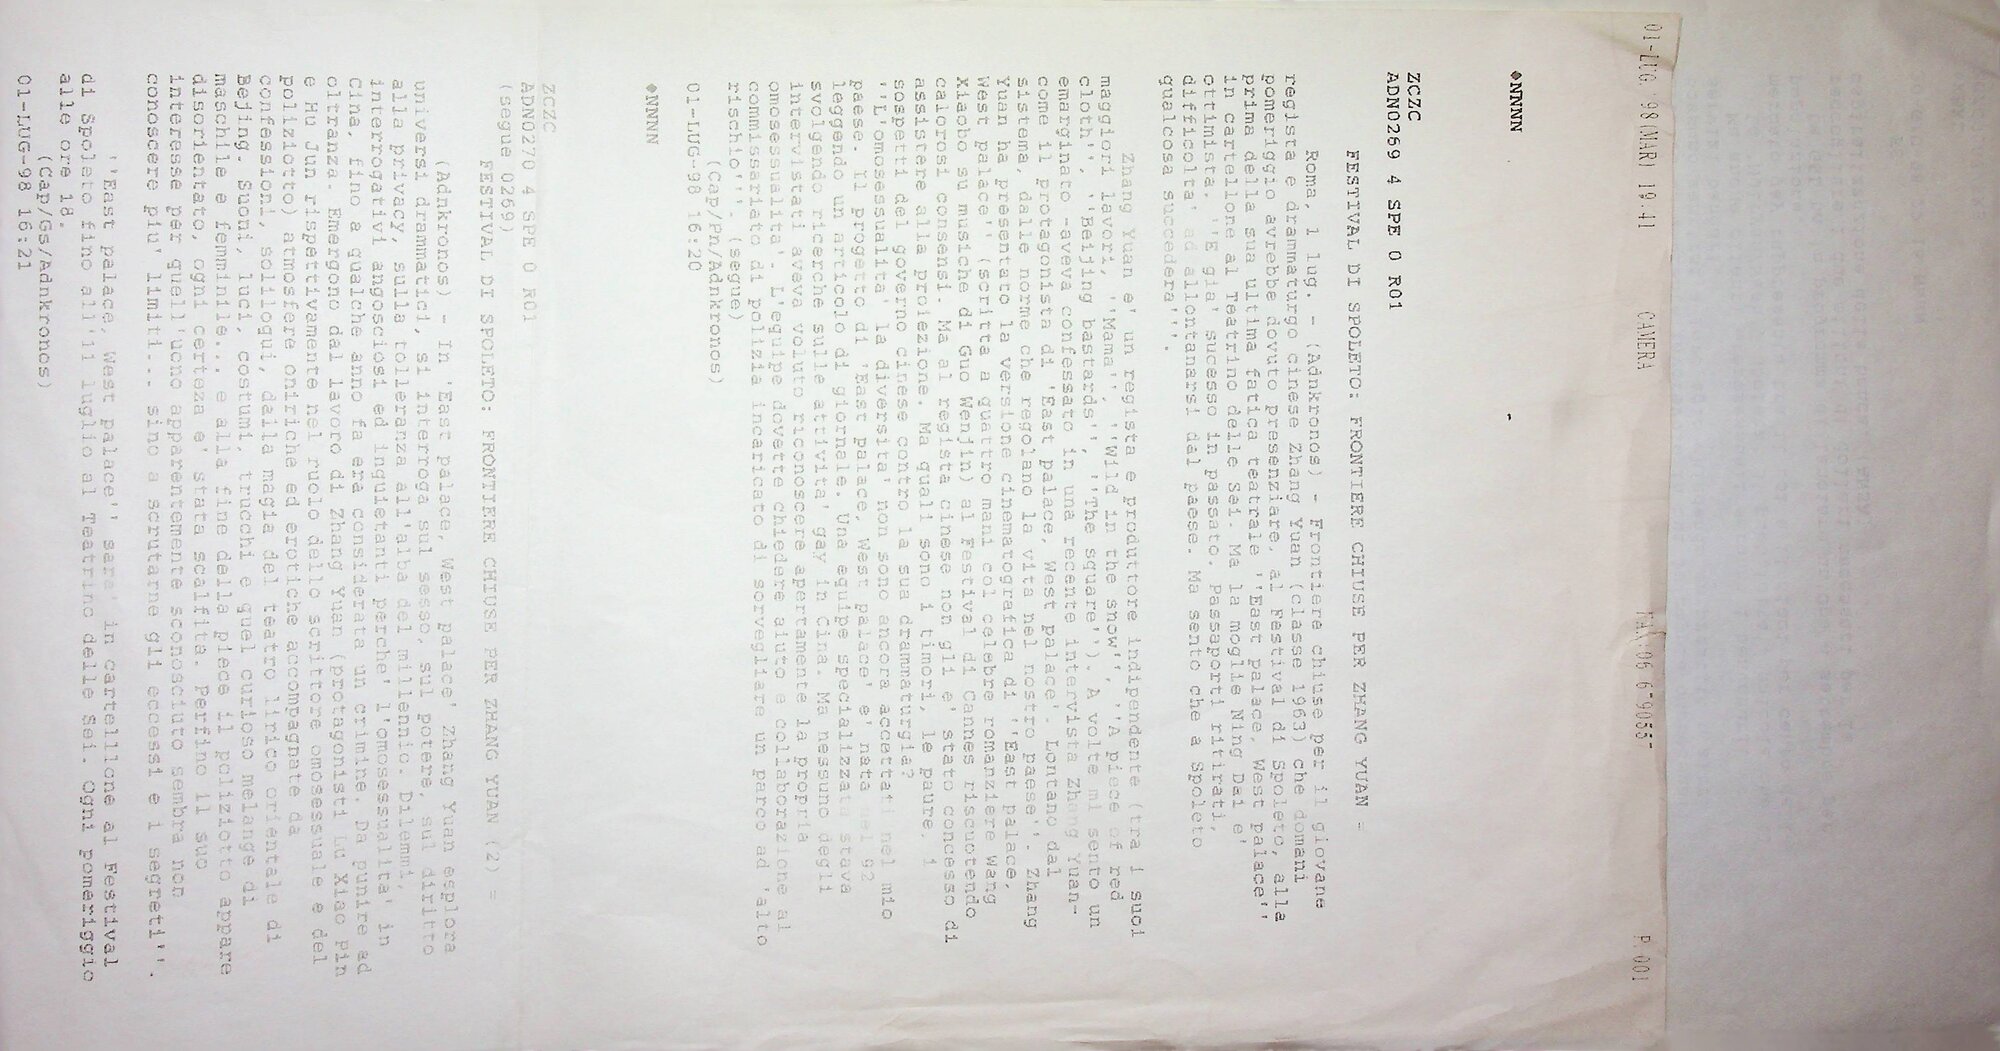 01-LUG. '98(MAR) 19:41 CAMERA P. 001
♦NNNN
ZCZC
ADN0269 4 SPE 0 R01
FESTIVAL DI SPOLETO: FRONTIERE CHIUSE PER ZHANG YUAN =
Roma, 1 lug. - (Adnkronos) - Frontiere chiuse per il giovane
regista e drammaturgo cinese Zhang Yuan (classe 1963) che domani
pomeriggio avrebbe dovuto presenziare, al Festival di Spoleto, alla
prima della sua ultima fatica teatrale ''East palace, West palace''
in cartellone al Teatrino delle Sei. Ma la moglie Ning Dai e'
ottimista. ''E' gia' sucesso in passato. Passaporti ritirati,
difficolta' ad allontanarsi dal paese. Ma sento che a Spoleto
qualcosa succedera'''.
Zhang Yuan e' un regista e produttore indipendente (tra i suoi
maggiori lavori, ''Mama'', ''Wild in the snow'', ''A piece of red
cloth'', ''Beijing bastards'', ''The square''). A volte mi sento un
emarginato -aveva confessato in una recente intervista Zhang Yuan-
come il protagonista di 'East palace, West palace'. Lontano dal
sistema, dalle norme che regolano la vita nel nostro paese''. Zhang
Yuan ha presentato la versione cinematografica di ''East palace,
West palace'' (scritta a quattro mani col celebre romanziere Wang
Xiaobo su musiche di Guo Wenjin) al Festival di Cannes riscuotendo
calorosi consensi. Ma al regista cinese non gli e' stato concesso di
assistere alla proiezione. Ma quali sono i timori, le paure, i
sospetti del governo cinese contro la sua drammaturgia?
''L'omosessualita' la diversita' non sono ancora accettati nel mio
paese. Il progetto di 'East palace, West palace' e' nata nel 92
leggendo un articolo di giornale. Una equipe specializzata stava
svolgendo ricerche sulle attivita' gay in Cina. Ma nessuno degli
intervistati aveva voluto riconoscere apertamente la propria
omosessualita'. L'equipe dovette chiedere aiuto e collaborazione al
commissariato di polizia incaricato di sorvegliare un parco ad 'alto
rischio'''. (segue)
(Cap/Pn/Adnkronos)
01-LUG-98 16:20
♦NNNN
ZCZC
ADN0270 4 SPE 0 R01
(segue 0269)
FESTIVAL DI SPOLETO: FRONTIERE CHIUSE PER ZHANG YUAN (2) =
(Adnkronos) - In 'East palace, West palace' Zhang Yuan esplora
universi drammatici, si interroga sul sesso, sul potere, sul diritto
alla privacy, sulla tolleranza all'alba del millennio. Dilemmi,
interrogativi angosciosi ed inquietanti perche' l'omosessualita' in
Cina, fino a qualche anno fa era considerata un crimine. Da punire ad
oltranza. Emergono dal lavoro di Zhang Yuan (protagonisti Lu Xiao Pin
e Hu Jun rispettivamente nel ruolo dello scrittore omosessuale e del
poliziotto) atmosfere oniriche ed erotiche accompagnate da
confessioni, soliloqui, dalla magia del teatro lirico orientale di
Bejing. Suoni, luci, costumi, trucchi e quel curioso melange di
maschile e femminile... e alla fine della piece il poliziotto appare
disorientato, ogni certeza e' stata scalfita. Perfino il suo
interesse per quell'uomo apparentemente sconosciuto sembra non
conoscere piu' limiti... sino a scrutarne gli eccessi e i segreti''.
''East palace, West palace'' sara' in cartelllone al Festival
di Spoleto fino all'11 luglio al Teatrino delle Sei. Ogni pomeriggio
alle ore 18.
(Cap/Gs/Adnkronos)
01-LUG-98 16:21